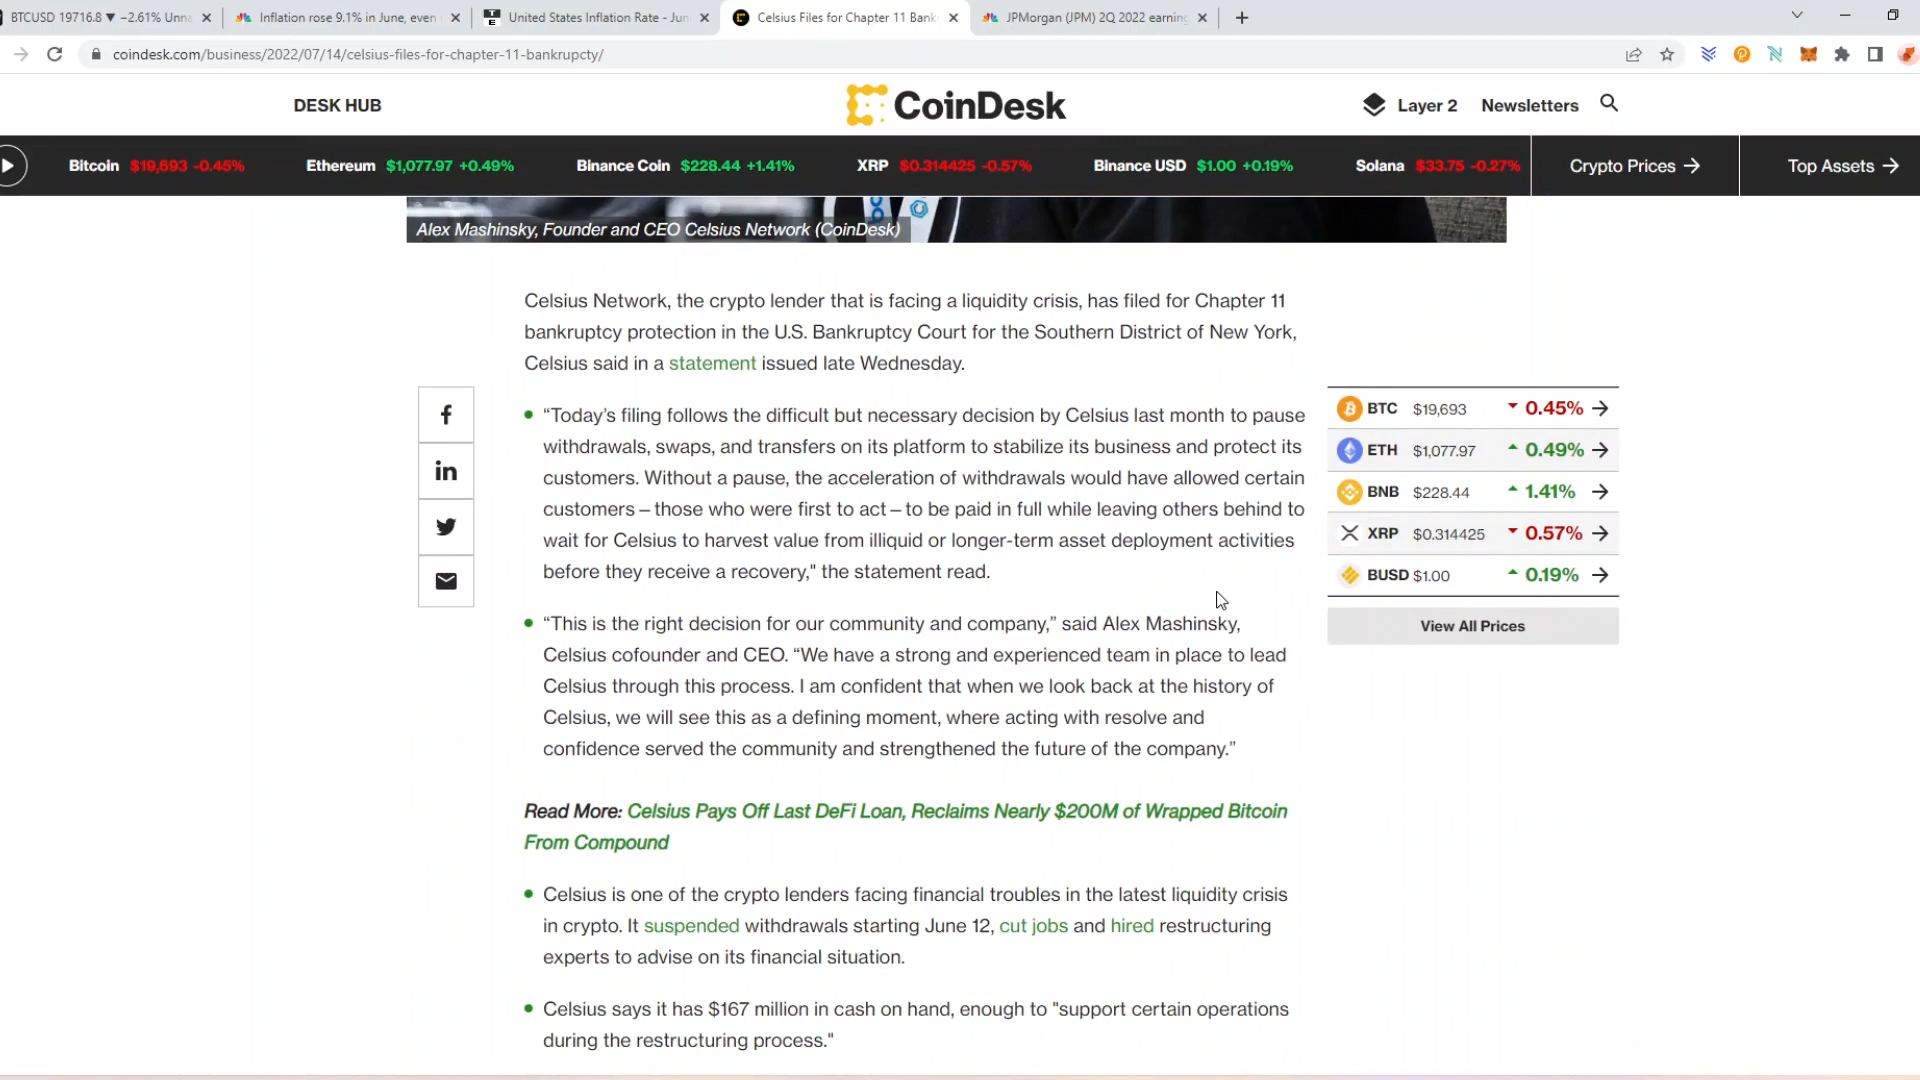 BTCUSD 19716.8 ▼ −2.61% Unna
Inflation rose 9.1% in June, even
United States Inflation Rate - Jun
Celsius Files for Chapter 11 Bank
JPMorgan (JPM) 2Q 2022 earning
coindesk.com/business/2022/07/14/celsius-files-for-chapter-11-bankrupcty/
DESK HUB
CoinDesk
Layer 2
Newsletters
Bitcoin $19,693 -0.45%
Ethereum $1,077.97 +0.49%
Binance Coin $228.44 +1.41%
XRP $0.314425 -0.57%
Binance USD $1.00 +0.19%
Solana $33.75 -0.27%
Crypto Prices →
Top Assets →
Alex Mashinsky, Founder and CEO Celsius Network (CoinDesk)
Celsius Network, the crypto lender that is facing a liquidity crisis, has filed for Chapter 11
bankruptcy protection in the U.S. Bankruptcy Court for the Southern District of New York,
Celsius said in a statement issued late Wednesday.
“Today’s filing follows the difficult but necessary decision by Celsius last month to pause
withdrawals, swaps, and transfers on its platform to stabilize its business and protect its
customers. Without a pause, the acceleration of withdrawals would have allowed certain
customers – those who were first to act – to be paid in full while leaving others behind to
wait for Celsius to harvest value from illiquid or longer-term asset deployment activities
before they receive a recovery," the statement read.
“This is the right decision for our community and company,” said Alex Mashinsky,
Celsius cofounder and CEO. “We have a strong and experienced team in place to lead
Celsius through this process. I am confident that when we look back at the history of
Celsius, we will see this as a defining moment, where acting with resolve and
confidence served the community and strengthened the future of the company.”
Read More: Celsius Pays Off Last DeFi Loan, Reclaims Nearly $200M of Wrapped Bitcoin
From Compound
Celsius is one of the crypto lenders facing financial troubles in the latest liquidity crisis
in crypto. It suspended withdrawals starting June 12, cut jobs and hired restructuring
experts to advise on its financial situation.
Celsius says it has $167 million in cash on hand, enough to "support certain operations
during the restructuring process."
BTC $19,693 0.45% →
ETH $1,077.97 0.49% →
BNB $228.44 1.41% →
XRP $0.314425 0.57% →
BUSD $1.00 0.19% →
View All Prices